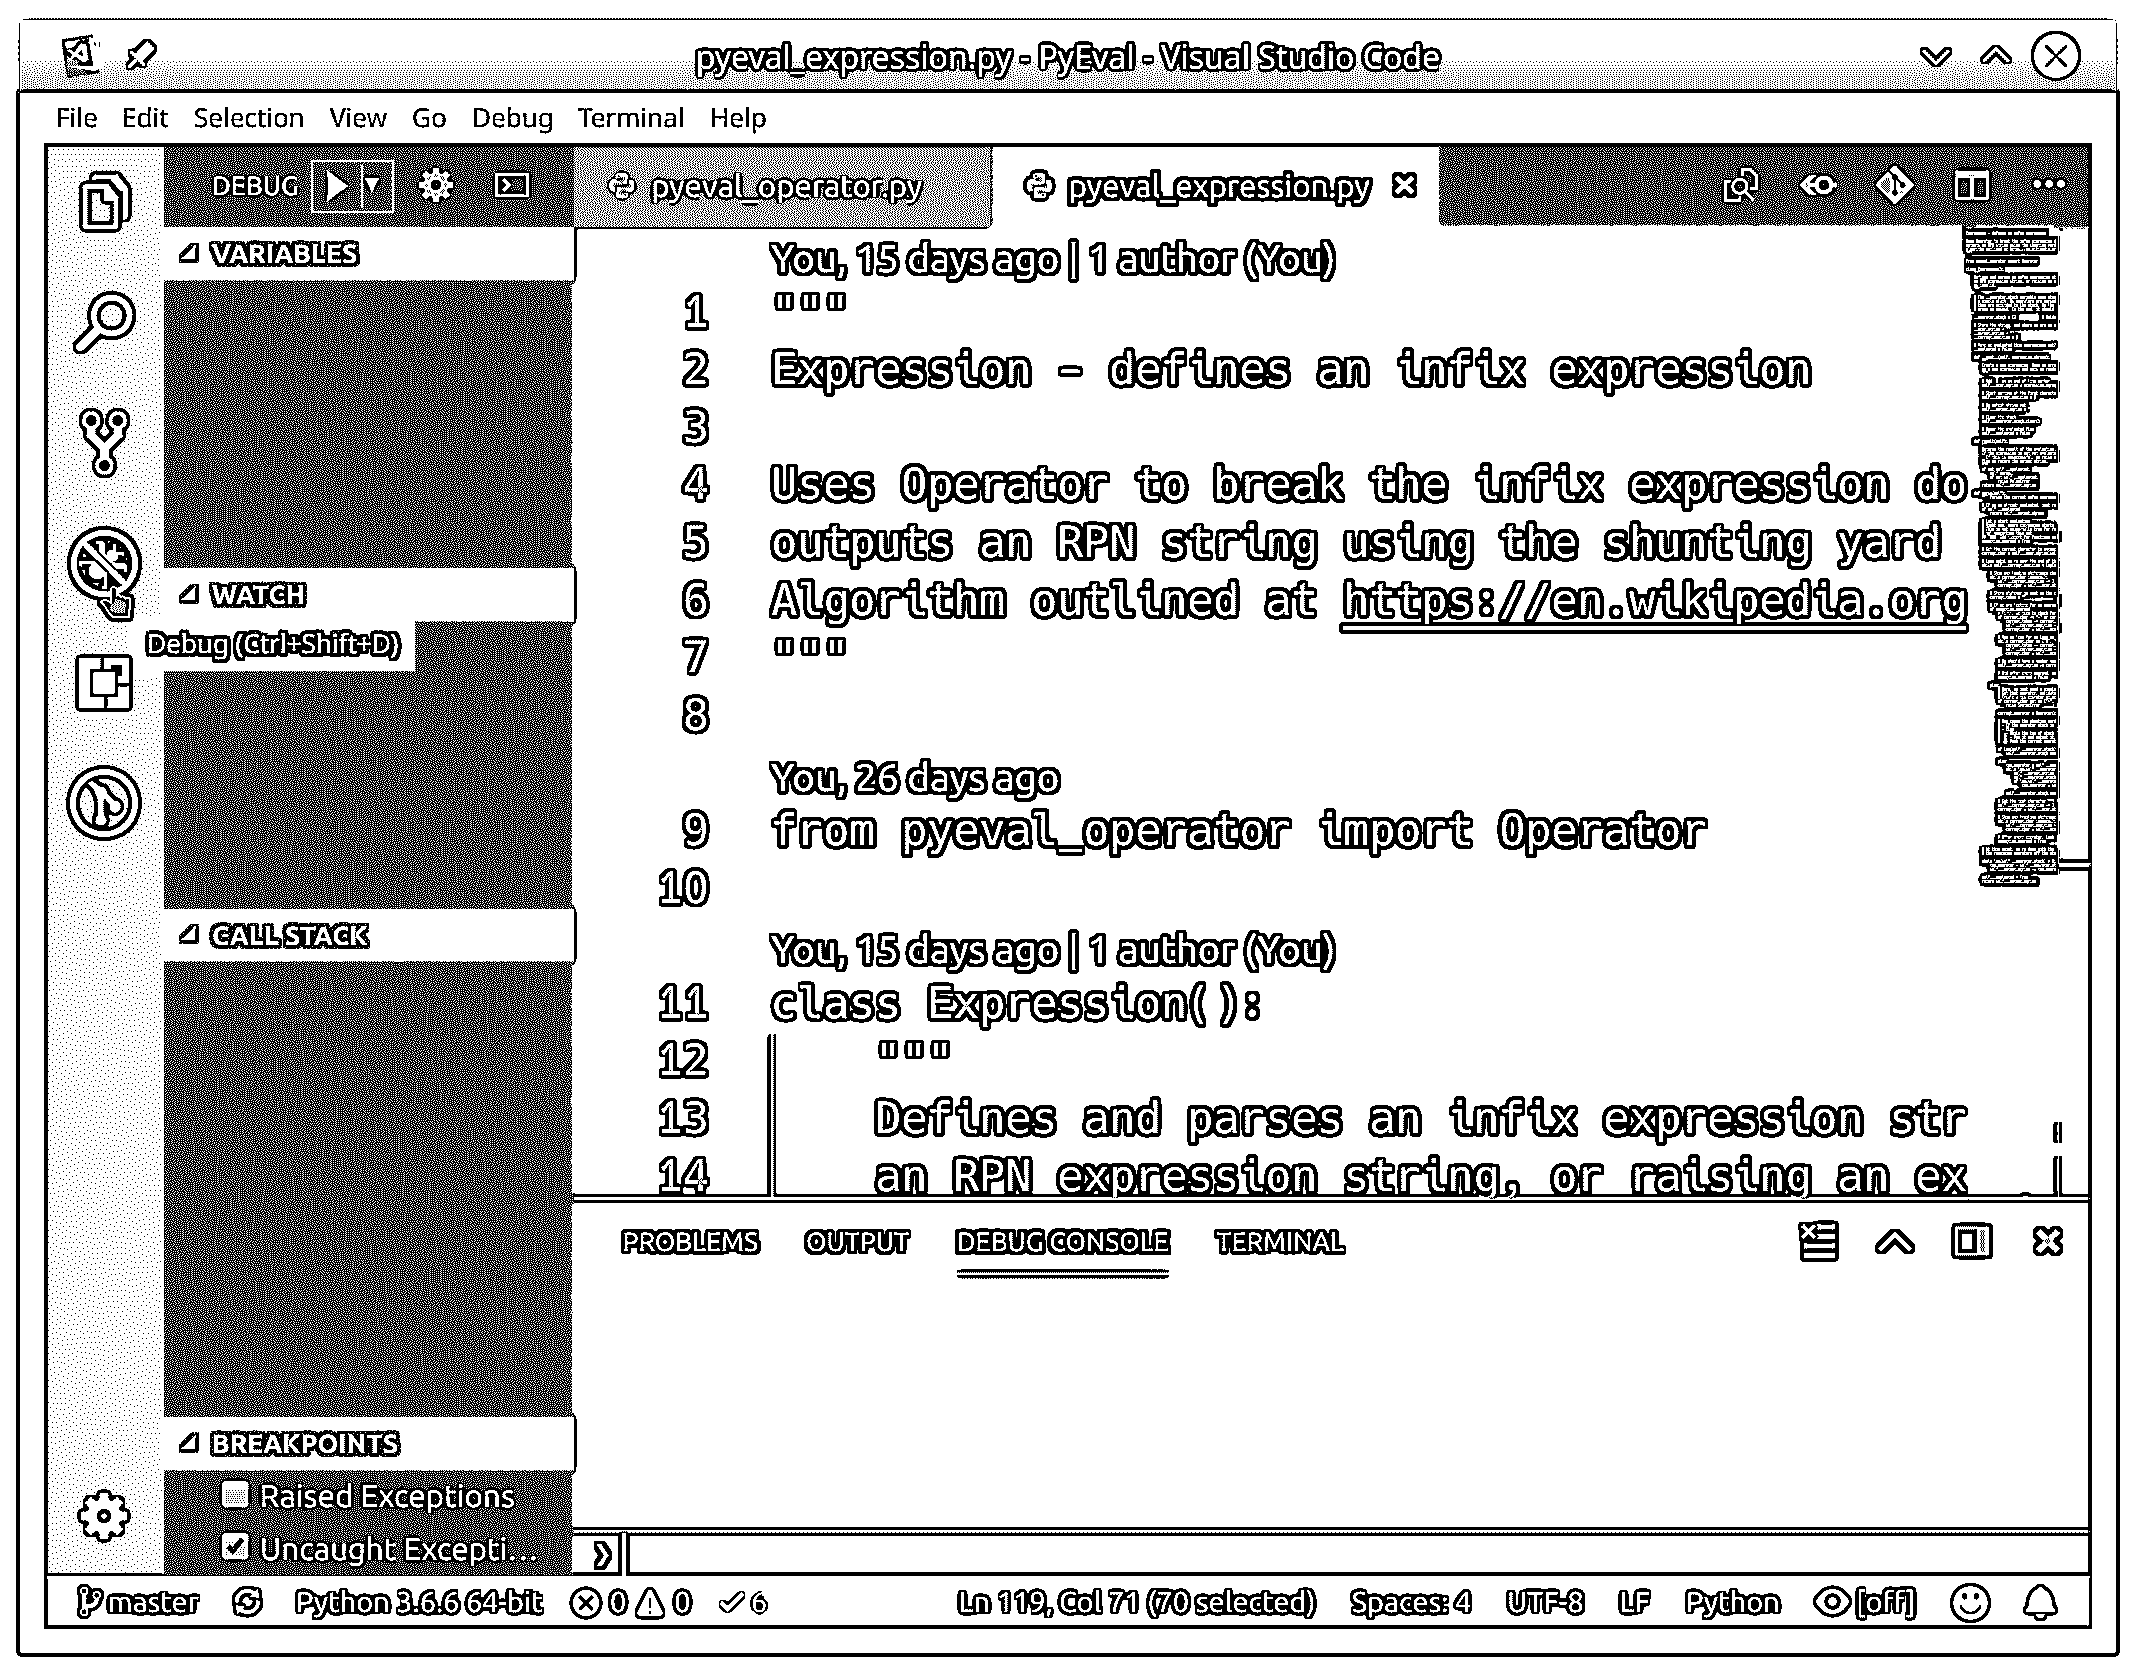 pyeval_expression.py - PyEval - Visual Studio Code
File Edit Selection View Go Debug Terminal Help
DEBUG
pyeval_operator.py
pyeval_expression.py
VARIABLES
WATCH
Debug (Ctrl+Shift+D)
CALL STACK
BREAKPOINTS
Raised Exceptions
Uncaught Excepti...
You, 15 days ago | 1 author (You)
1 """
2 Expression - defines an infix expression
3
4 Uses Operator to break the infix expression do
5 outputs an RPN string using the shunting yard
6 Algorithm outlined at https://en.wikipedia.org
7 """
8
You, 26 days ago
9 from pyeval_operator import Operator
10
You, 15 days ago | 1 author (You)
11 class Expression():
12 """
13 Defines and parses an infix expression str
14 an RPN expression string, or raising an ex
PROBLEMS OUTPUT DEBUG CONSOLE TERMINAL
master Python 3.6.6 64-bit 0 0 6 Ln 119, Col 71 (70 selected) Spaces: 4 UTF-8 LF Python [off]